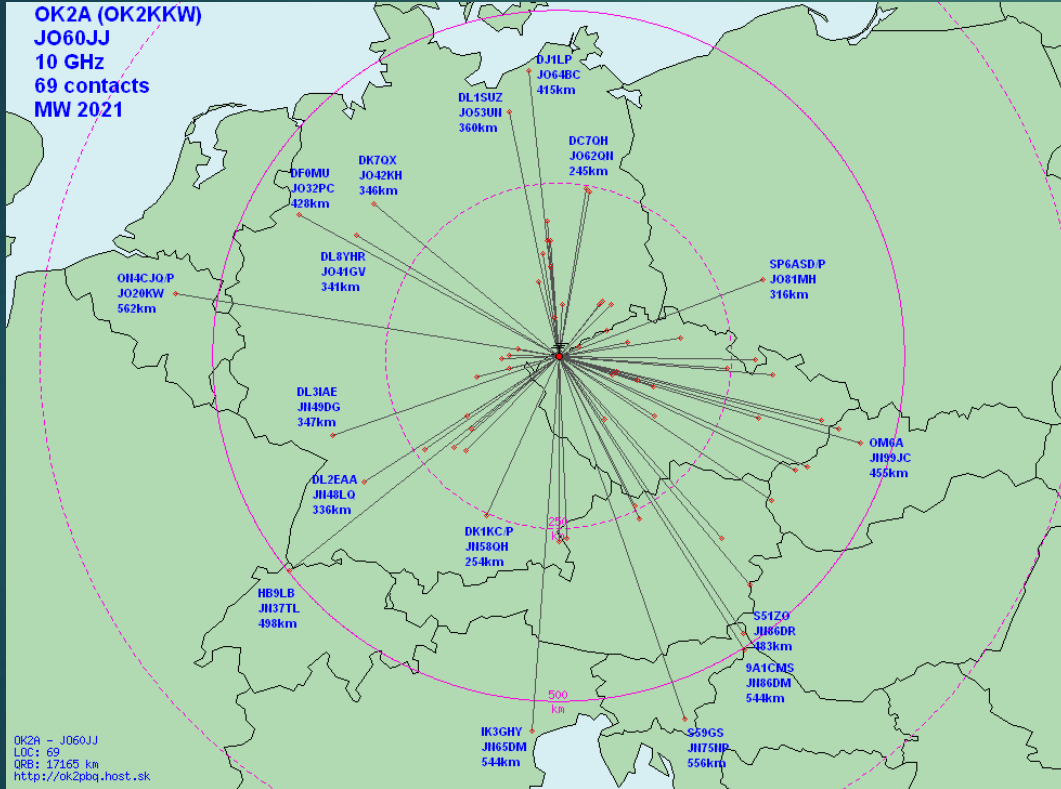 OK2A (OK2KKW)
JO60JJ
10 GHz
69 contacts
MW 2021
DJ1LP
JO64BC
415km
DL1SUZ
JO53UN
360km
DC7QH
JO62QN
245km
DK7QX
JO42KH
346km
DF0MU
JO32PC
428km
DL8YHR
JO41GV
341km
ON4CJQ/P
JO20KW
562km
SP6ASD/P
JO81MH
316km
DL3IAE
JN49DG
347km
OM6A
JN99JC
455km
DL2EAA
JN48LQ
336km
DK1KC/P
JN58QH
254km
250
km
HB9LB
JN37TL
498km
S51ZO
JN86DR
483km
9A1CMS
JN86DM
544km
500
km
IK3GHY
JN65DM
544km
S59GS
JN75NP
556km
OK2A - JO60JJ
LOC: 69
QRB: 17165 km
http://ok2pbq.host.sk